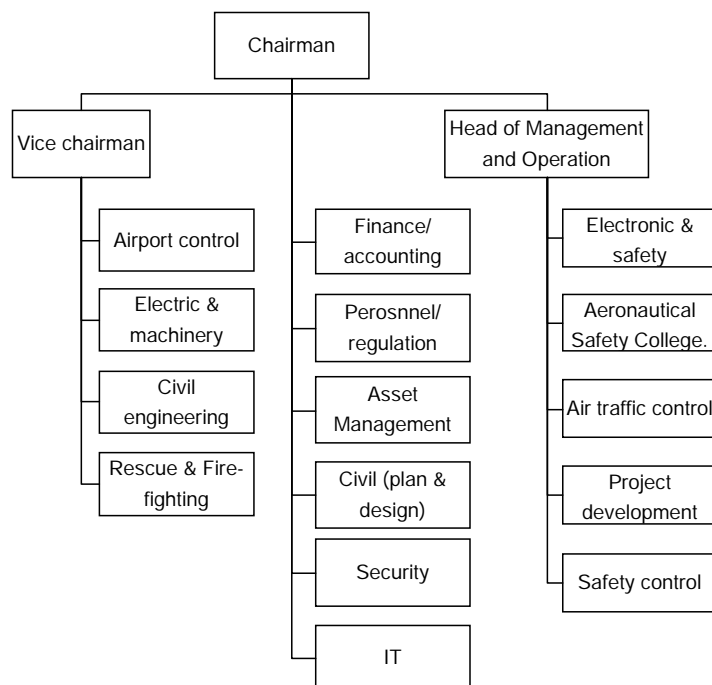 Chairman
Vice chairman
Head of Management
and Operation
Airport control
Electric &
machinery
Civil
engineering
Rescue & Fire-
fighting
Finance/
accounting
Perosnnel/
regulation
Asset
Management
Civil (plan &
design)
Security
IT
Electronic &
safety
Aeronautical
Safety College.
Air traffic control
Project
development
Safety control